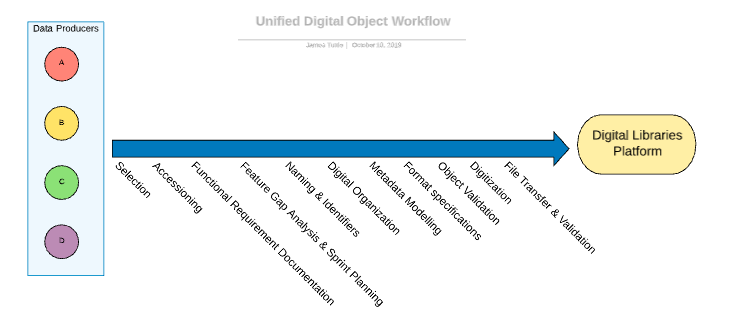 Unified Digital Object Workflow
James Tuttle | October 10, 2019
Data Producers
A
B
C
D
Selection
Accessioning
Functional Requirement Documentation
Feature Gap Analysis & Sprint Planning
Naming & Identifiers
Digital Organization
Metadata Modelling
Format specifications
Object Validation
Digitization
File Transfer & Validation
Digital Libraries
Platform